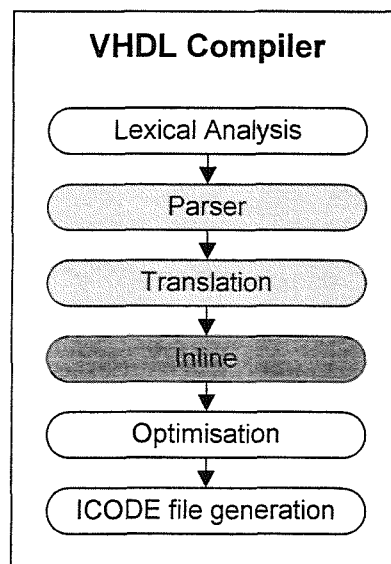 VHDL Compiler
Lexical Analysis
Parser
Translation
Inline
Optimisation
ICODE file generation